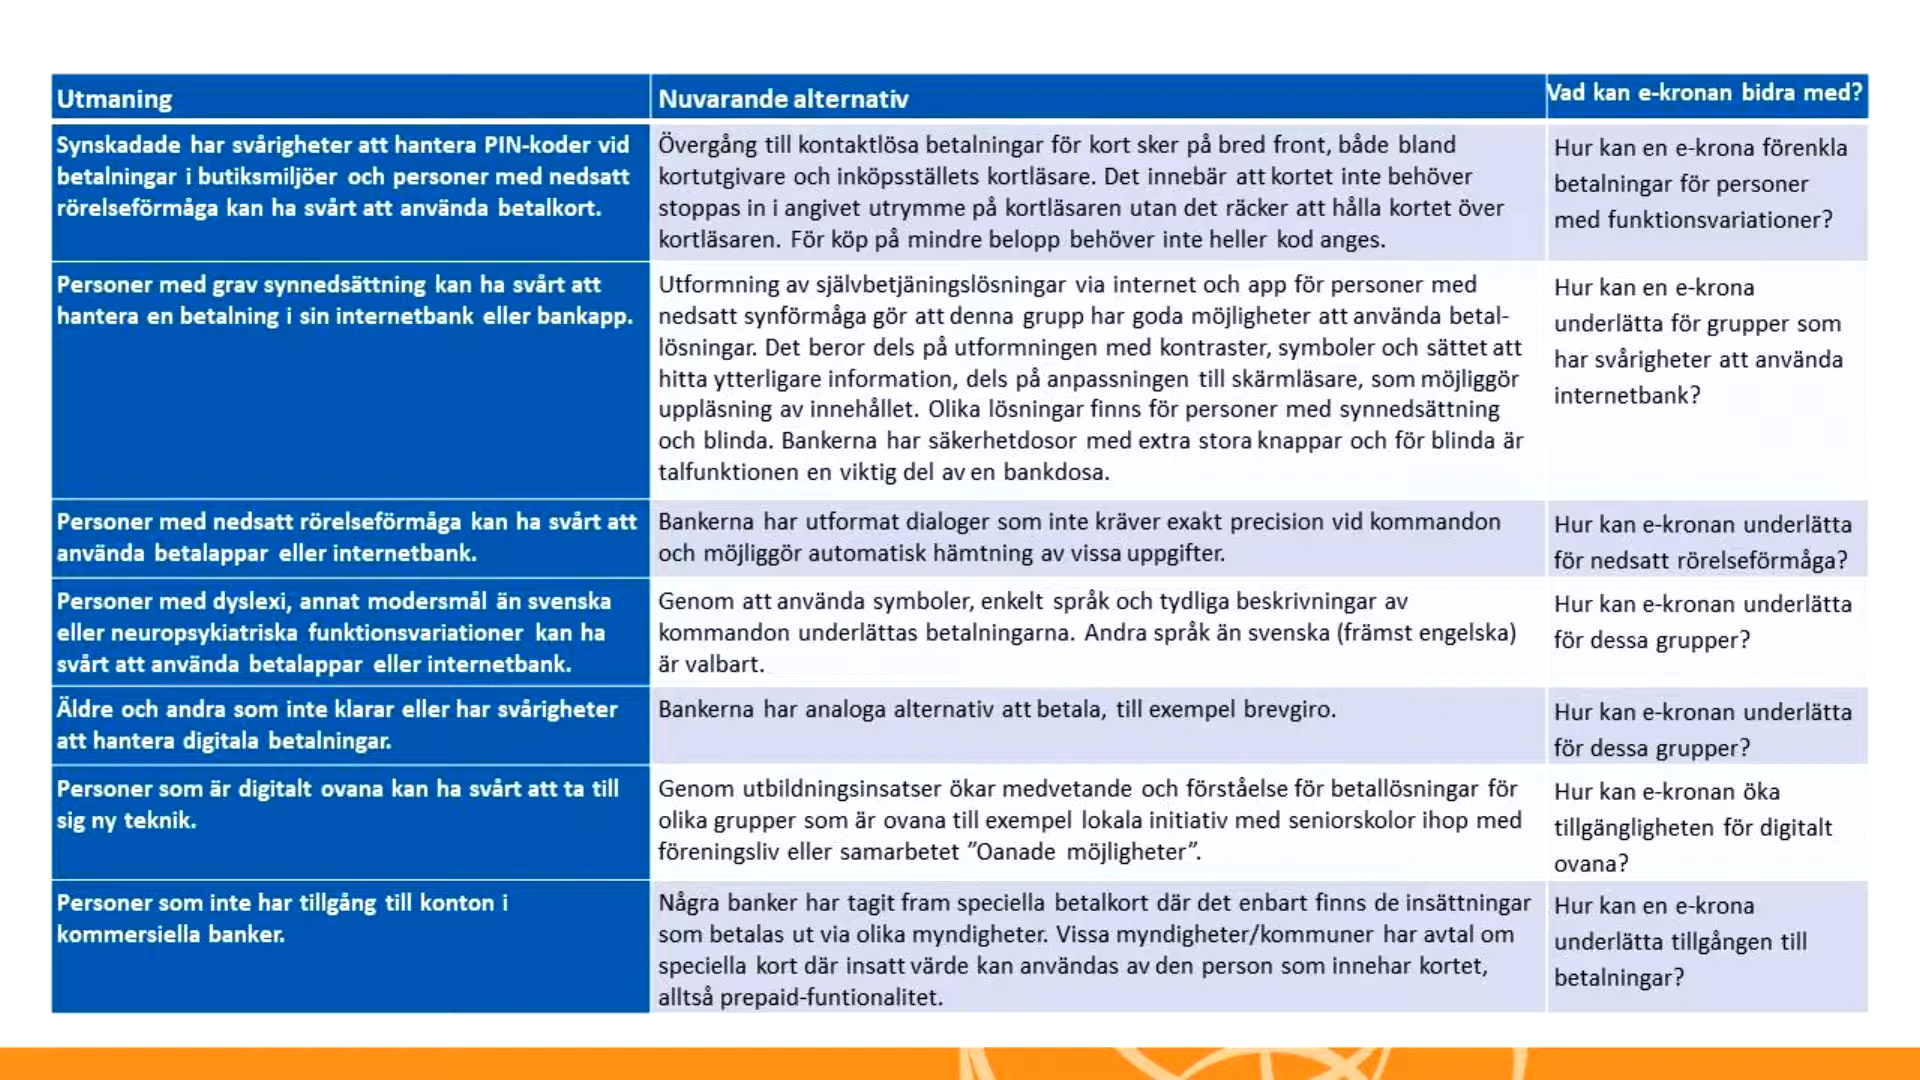 Utmaning
Nuvarande alternativ
Vad kan e-kronan bidra med?
Synskadade har svårigheter att hantera PIN-koder vid
betalningar i butiksmiljöer och personer med nedsatt
rörelseförmåga kan ha svårt att använda betalkort.
Övergång till kontaktlösa betalningar för kort sker på bred front, både bland
kortutgivare och inköpsställets kortläsare. Det innebär att kortet inte behöver
stoppas in i angivet utrymme på kortläsaren utan det räcker att hålla kortet över
kortläsaren. För köp på mindre belopp behöver inte heller kod anges.
Hur kan en e-krona förenkla
betalningar för personer
med funktionsvariationer?
Personer med grav synnedsättning kan ha svårt att
hantera en betalning i sin internetbank eller bankapp.
Utformning av självbetjäningslösningar via internet och app för personer med
nedsatt synförmåga gör att denna grupp har goda möjligheter att använda betal-
lösningar. Det beror dels på utformningen med kontraster, symboler och sättet att
hitta ytterligare information, dels på anpassningen till skärmläsare, som möjliggör
uppläsning av innehållet. Olika lösningar finns för personer med synnedsättning
och blinda. Bankerna har säkerhetdosor med extra stora knappar och för blinda är
talfunktionen en viktig del av en bankdosa.
Hur kan en e-krona
underlätta för grupper som
har svårigheter att använda
internetbank?
Personer med nedsatt rörelseförmåga kan ha svårt att
använda betalappar eller internetbank.
Bankerna har utformat dialoger som inte kräver exakt precision vid kommandon
och möjliggör automatisk hämtning av vissa uppgifter.
Hur kan e-kronan underlätta
för nedsatt rörelseförmåga?
Personer med dyslexi, annat modersmål än svenska
eller neuropsykiatriska funktionsvariationer kan ha
svårt att använda betalappar eller internetbank.
Genom att använda symboler, enkelt språk och tydliga beskrivningar av
kommandon underlättas betalningarna. Andra språk än svenska (främst engelska)
är valbart.
Hur kan e-kronan underlätta
för dessa grupper?
Äldre och andra som inte klarar eller har svårigheter
att hantera digitala betalningar.
Bankerna har analoga alternativ att betala, till exempel brevgiro.
Hur kan e-kronan underlätta
för dessa grupper?
Personer som är digitalt ovana kan ha svårt att ta till
sig ny teknik.
Genom utbildningsinsatser ökar medvetande och förståelse för betallösningar för
olika grupper som är ovana till exempel lokala initiativ med seniorskolor ihop med
föreningsliv eller samarbetet ”Oanade möjligheter”.
Hur kan e-kronan öka
tillgängligheten för digitalt
ovana?
Personer som inte har tillgång till konton i
kommersiella banker.
Några banker har tagit fram speciella betalkort där det enbart finns de insättningar
som betalas ut via olika myndigheter. Vissa myndigheter/kommuner har avtal om
speciella kort där insatt värde kan användas av den person som innehar kortet,
alltså prepaid-funtionalitet.
Hur kan en e-krona
underlätta tillgången till
betalningar?